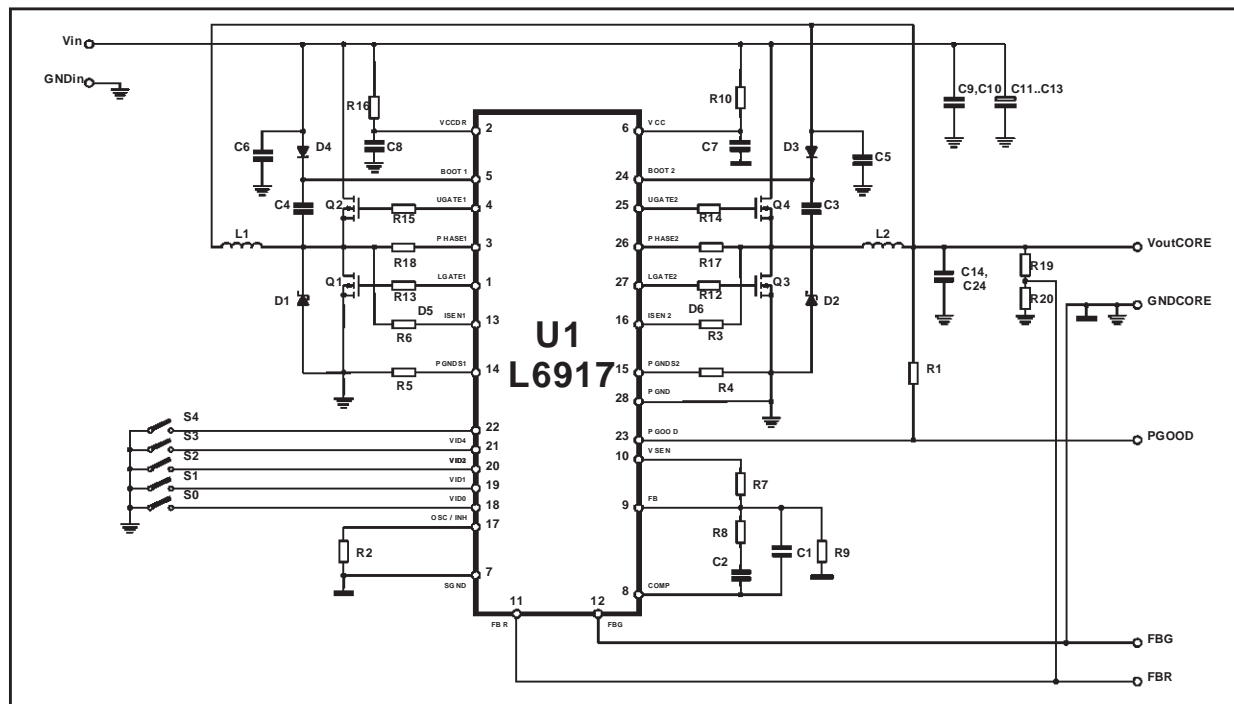 Vin
GNDin
R16
R10
C9,C10
C11..C13
VCCDR
2
6
VCC
C6
D4
C8
C7
D3
C5
BOOT 1
5
24
BOOT 2
C4
Q2
UGATE1
4
25
UGATE2
Q4
C3
R15
R14
L1
PHASE1
3
26
PHASE2
L2
VoutCORE
R18
R17
R19
C14,
C24
Q1
LGATE1
1
27
LGATE2
Q3
R13
R12
R20
D1
D5
D6
D2
GNDCORE
ISEN1
13
16
ISEN 2
R6
R3
U1
L6917
PGNDS1
14
15
PGNDS2
R5
R4
R1
28
PGND
S4
22
23
PGOOD
PGOOD
S3
VID4
21
10
VSEN
S2
VID2
20
S1
VID1
19
R7
S0
VID0
18
9
FB
OSC / INH
17
R8
C1
R9
R2
C2
7
SGND
8
COMP
11
12
FBR
FBG
FBG
FBR